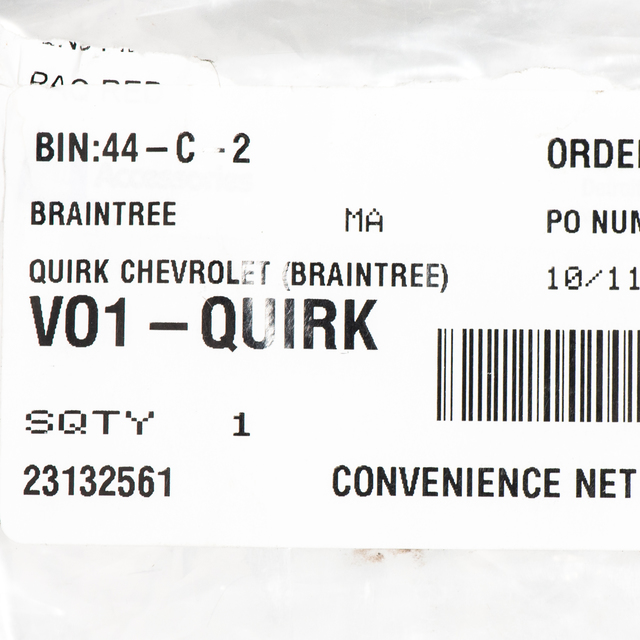 BIN:44-C -2
ORDE
BRAINTREE MA
PO NUM
QUIRK CHEVROLET (BRAINTREE)
10/11
V01-QUIRK
SQTY 1
23132561
CONVENIENCE NET